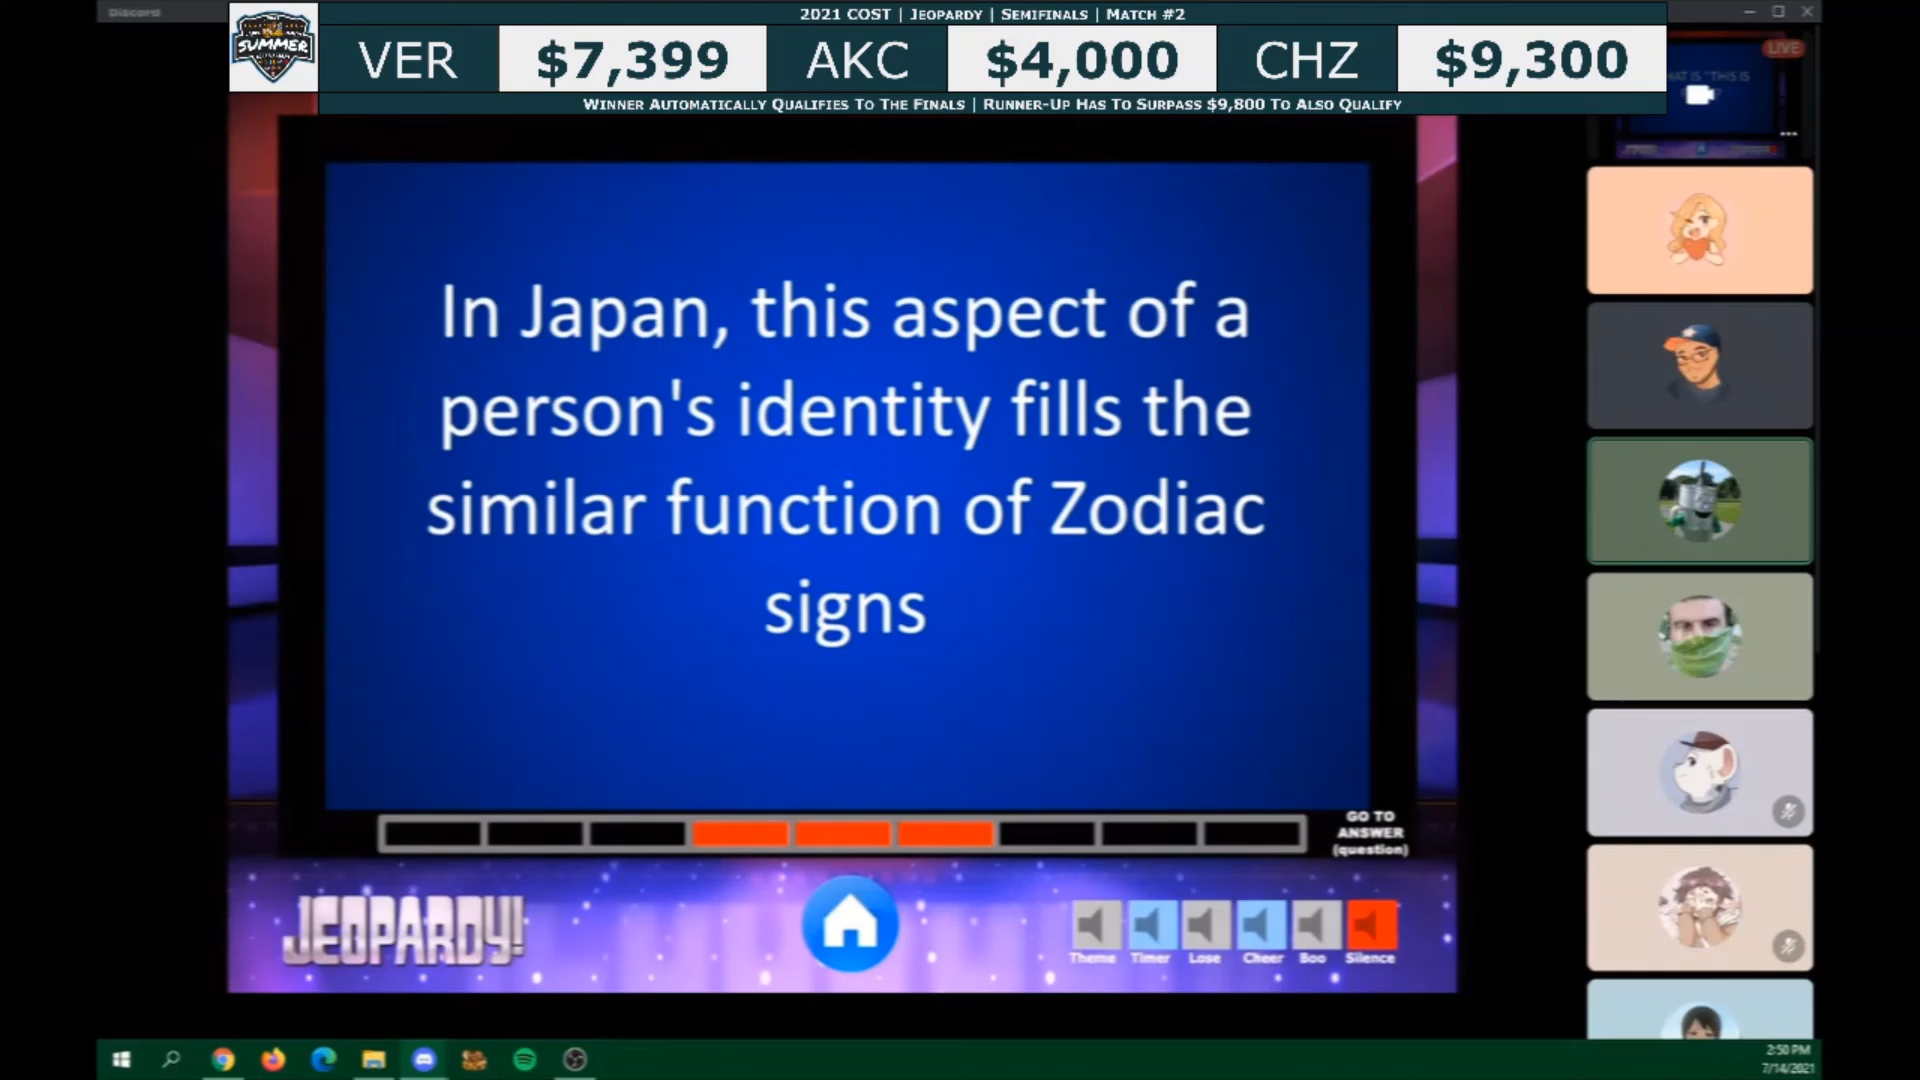 Discord
2021 COST | JEOPARDY | SEMIFINALS | MATCH #2
SUMMER
VER $7,399 AKC $4,000 CHZ $9,300
WINNER AUTOMATICALLY QUALIFIES TO THE FINALS | RUNNER-UP HAS TO SURPASS $9,800 TO ALSO QUALIFY
LIVE
In Japan, this aspect of a
person's identity fills the
similar function of Zodiac
signs
GO TO
ANSWER
(question)
JEOPARDY!
Theme Timer Lose Cheer Boo Silence
2:50 PM
7/14/2021